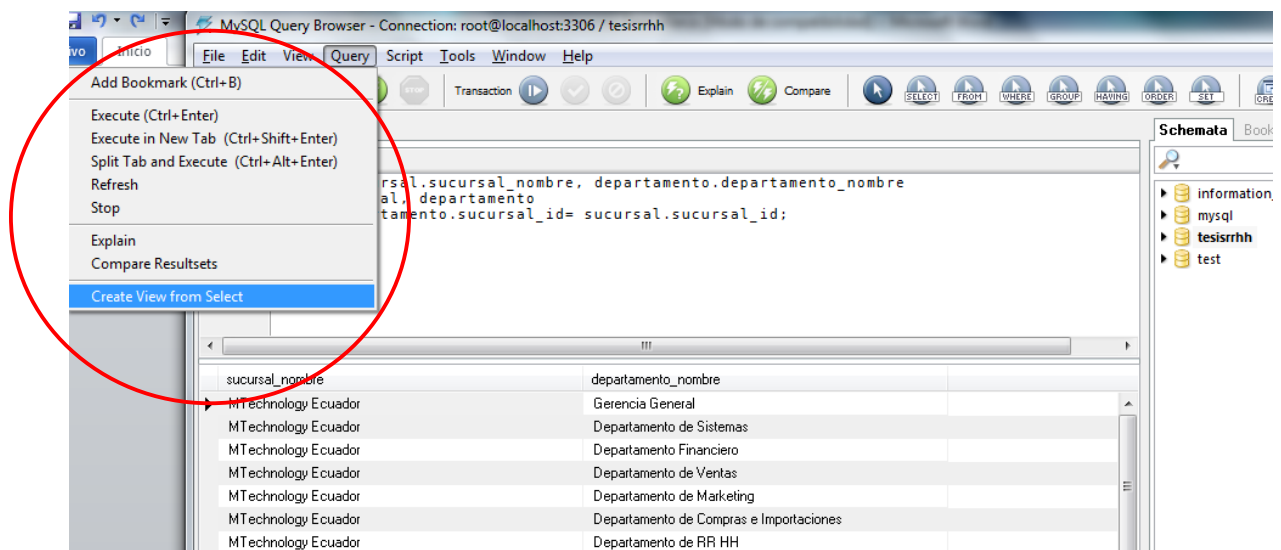 MySQL Query Browser - Connection: root@localhost:3306 / tesisrrhh
Inicio
File Edit View Query Script Tools Window Help
Add Bookmark (Ctrl+B)
STOP Transaction Explain Compare SELECT FROM WHERE GROUP HAVING ORDER SET
Execute (Ctrl+Enter)
Execute in New Tab (Ctrl+Shift+Enter)
Split Tab and Execute (Ctrl+Alt+Enter)
Refresh
Stop
Explain
Compare Resultsets
Create View from Select
rsal.sucursal_nombre, departamento.departamento_nombre
al, departamento
tamento.sucursal_id= sucursal.sucursal_id;
Schemata Book
information_
mysql
tesisrrhh
test
sucursal_nombre departamento_nombre
MTechnology Ecuador Gerencia General
MTechnology Ecuador Departamento de Sistemas
MTechnology Ecuador Departamento Financiero
MTechnology Ecuador Departamento de Ventas
MTechnology Ecuador Departamento de Marketing
MTechnology Ecuador Departamento de Compras e Importaciones
MTechnology Ecuador Departamento de RR HH